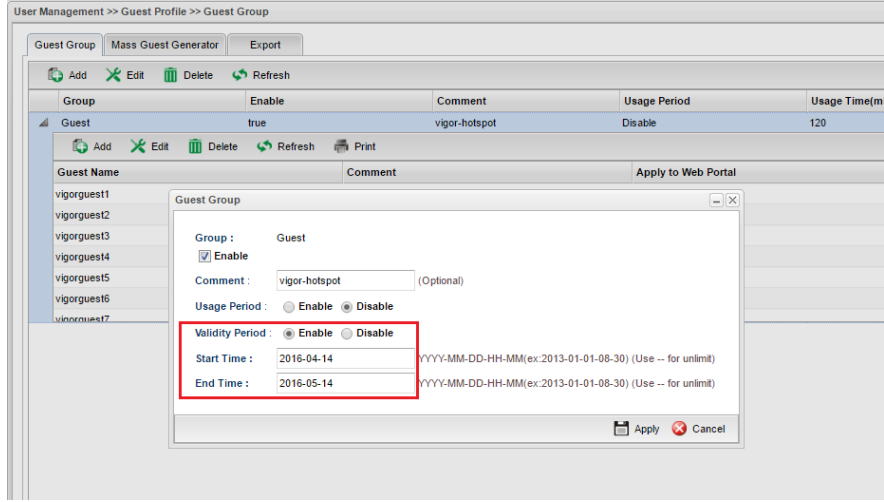 User Management >> Guest Profile >> Guest Group
Guest Group Mass Guest Generator Export
Add Edit Delete Refresh
Group Enable Comment Usage Period Usage Time(m
Guest true vigor-hotspot Disable 120
Add Edit Delete Refresh Print
Guest Name Comment Apply to Web Portal
vigorguest1
vigorguest2
vigorguest3
vigorguest4
vigorguest5
vigorguest6
vigorguest7
Guest Group
Group : Guest
Enable
Comment : vigor-hotspot (Optional)
Usage Period : Enable Disable
Validity Period : Enable Disable
Start Time : 2016-04-14 YYYY-MM-DD-HH-MM(ex:2013-01-01-08-30) (Use -- for unlimit)
End Time : 2016-05-14 YYYY-MM-DD-HH-MM(ex:2013-01-01-08-30) (Use -- for unlimit)
Apply Cancel